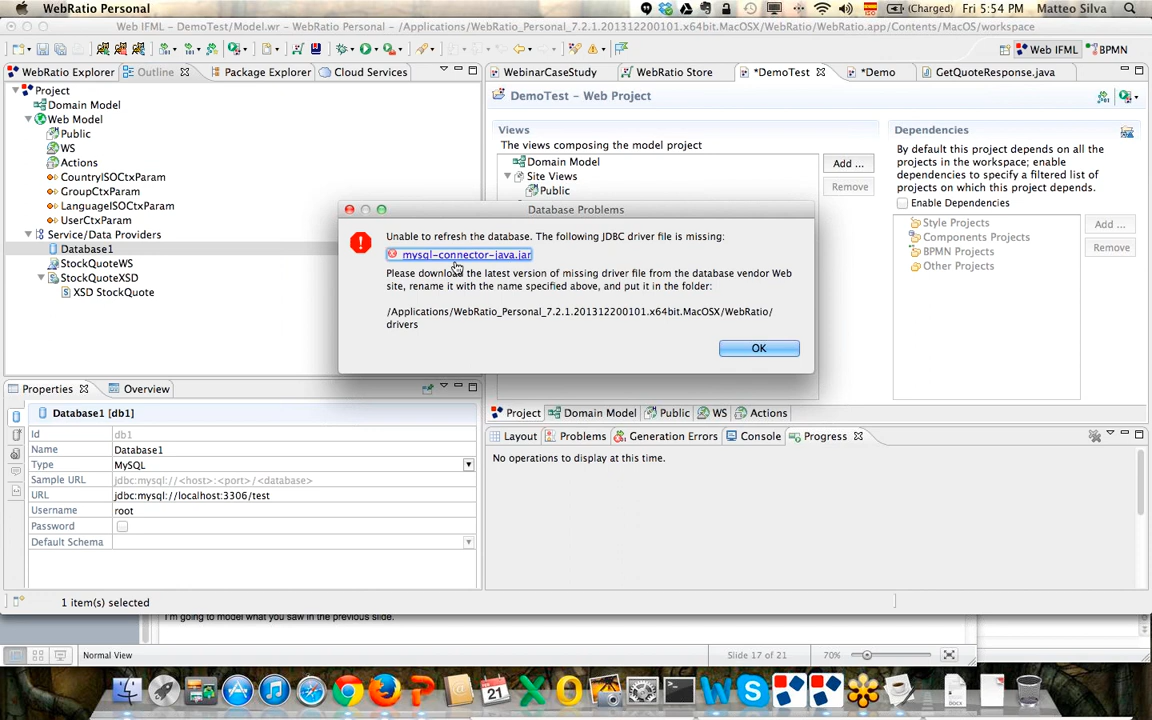 WebRatio Personal
(Charged) Fri 5:54 PM Matteo Silva
Web IFML - DemoTest/Model.wr - WebRatio Personal - /Applications/WebRatio_Personal_7.2.1.201312200101.x64bit.MacOSX/WebRatio/WebRatio.app/Contents/MacOS/workspace
Web IFML
BPMN
WebRatio Explorer
Outline
Package Explorer
Cloud Services
Project
Domain Model
Web Model
Public
WS
Actions
CountryISOCtxParam
GroupCtxParam
LanguageISOCtxParam
UserCtxParam
Service/Data Providers
Database1
StockQuoteWS
StockQuoteXSD
XSD StockQuote
WebinarCaseStudy
WebRatio Store
*DemoTest
*Demo
GetQuoteResponse.java
DemoTest - Web Project
Views
The views composing the model project
Domain Model
Site Views
Public
Add ...
Remove
Dependencies
By default this project depends on all the
projects in the workspace; enable
dependencies to specify a filtered list of
projects on which this project depends.
Enable Dependencies
Style Projects
Components Projects
BPMN Projects
Other Projects
Add ...
Remove
Database Problems
Unable to refresh the database. The following JDBC driver file is missing:
mysql-connector-java.jar
Please download the latest version of missing driver file from the database vendor Web
site, rename it with the name specified above, and put it in the folder:
/Applications/WebRatio_Personal_7.2.1.201312200101.x64bit.MacOSX/WebRatio/
drivers
OK
Project
Domain Model
Public
WS
Actions
Properties
Overview
Database1 [db1]
Id db1
Name Database1
Type MySQL
Sample URL jdbc:mysql://<host>:<port>/<database>
URL jdbc:mysql://localhost:3306/test
Username root
Password ...
Default Schema
Layout
Problems
Generation Errors
Console
Progress
No operations to display at this time.
1 item(s) selected
I'm going to model what you saw in the previous slide.
Normal View
Slide 17 of 21
70%
21
DOCX